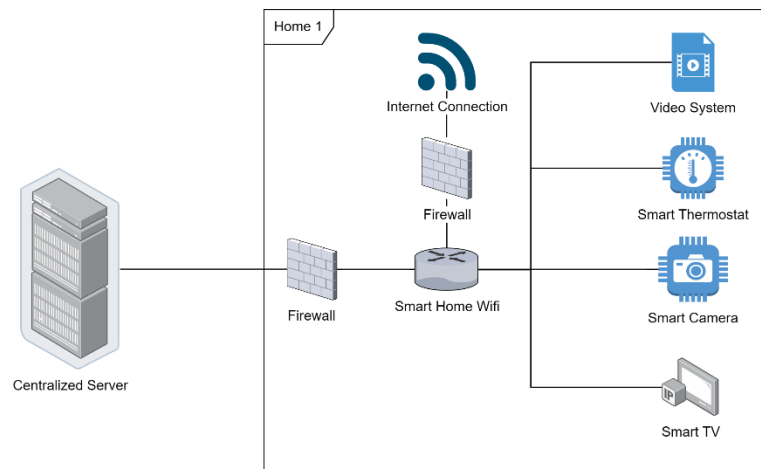 Home 1
Internet Connection
Video System
Firewall
Smart Thermostat
Centralized Server
Firewall
Smart Home Wifi
Smart Camera
IP
Smart TV